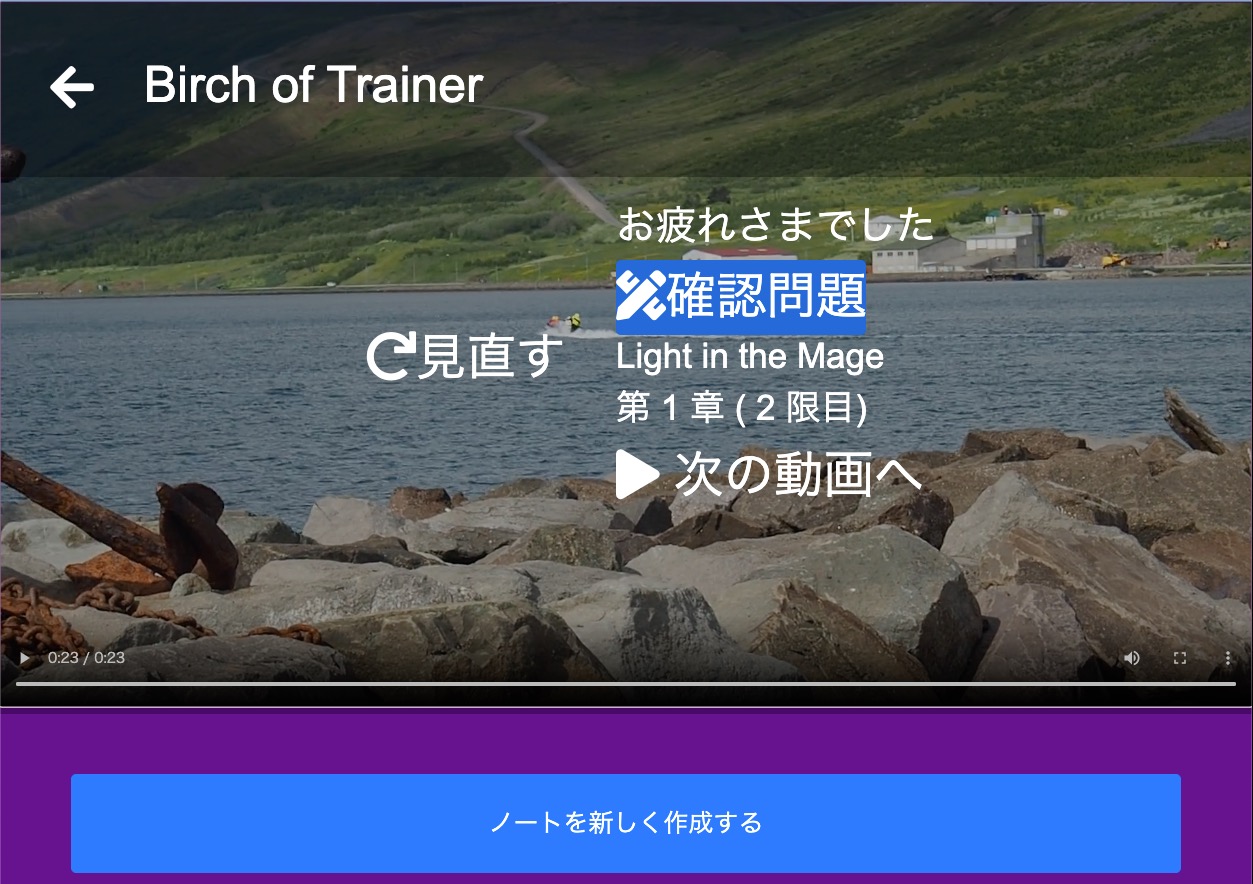 Birch of Trainer
お疲れさまでした
確認問題
見直す
Light in the Mage
第 1 章 ( 2 限目)
次の動画へ
0:23 / 0:23
ノートを新しく作成する